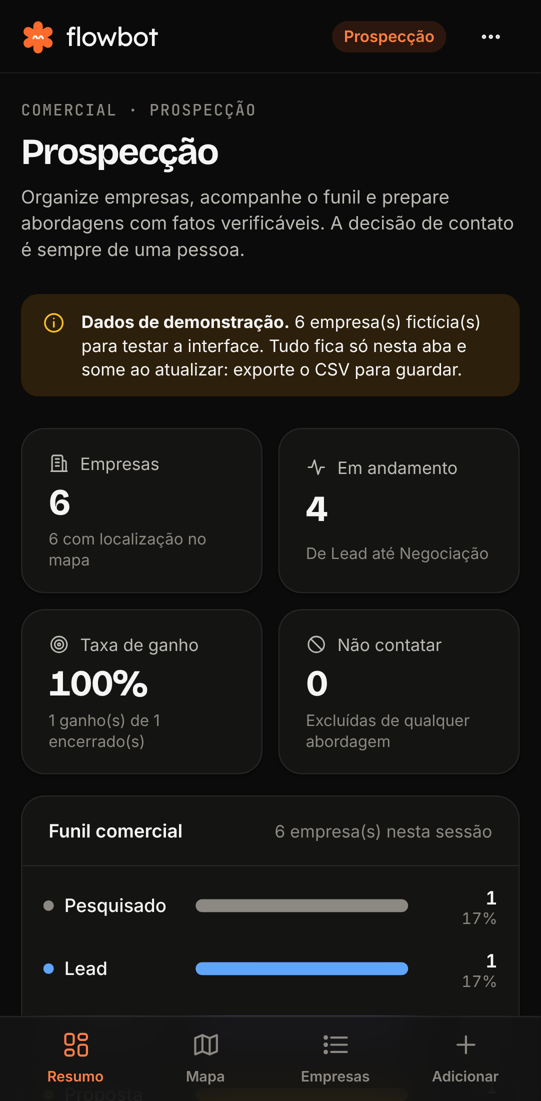 flowbot
Prospecção
COMERCIAL · PROSPECÇÃO
Prospecção
Organize empresas, acompanhe o funil e prepare
abordagens com fatos verificáveis. A decisão de contato
é sempre de uma pessoa.
Dados de demonstração. 6 empresa(s) fictícia(s)
para testar a interface. Tudo fica só nesta aba e
some ao atualizar: exporte o CSV para guardar.
Empresas
6
6 com localização no
mapa
Em andamento
4
De Lead até Negociação
Taxa de ganho
100%
1 ganho(s) de 1
encerrado(s)
Não contatar
0
Excluídas de qualquer
abordagem
Funil comercial
6 empresa(s) nesta sessão
Pesquisado
1
17%
Lead
1
17%
Proposta
Resumo
Mapa
Empresas
Adicionar